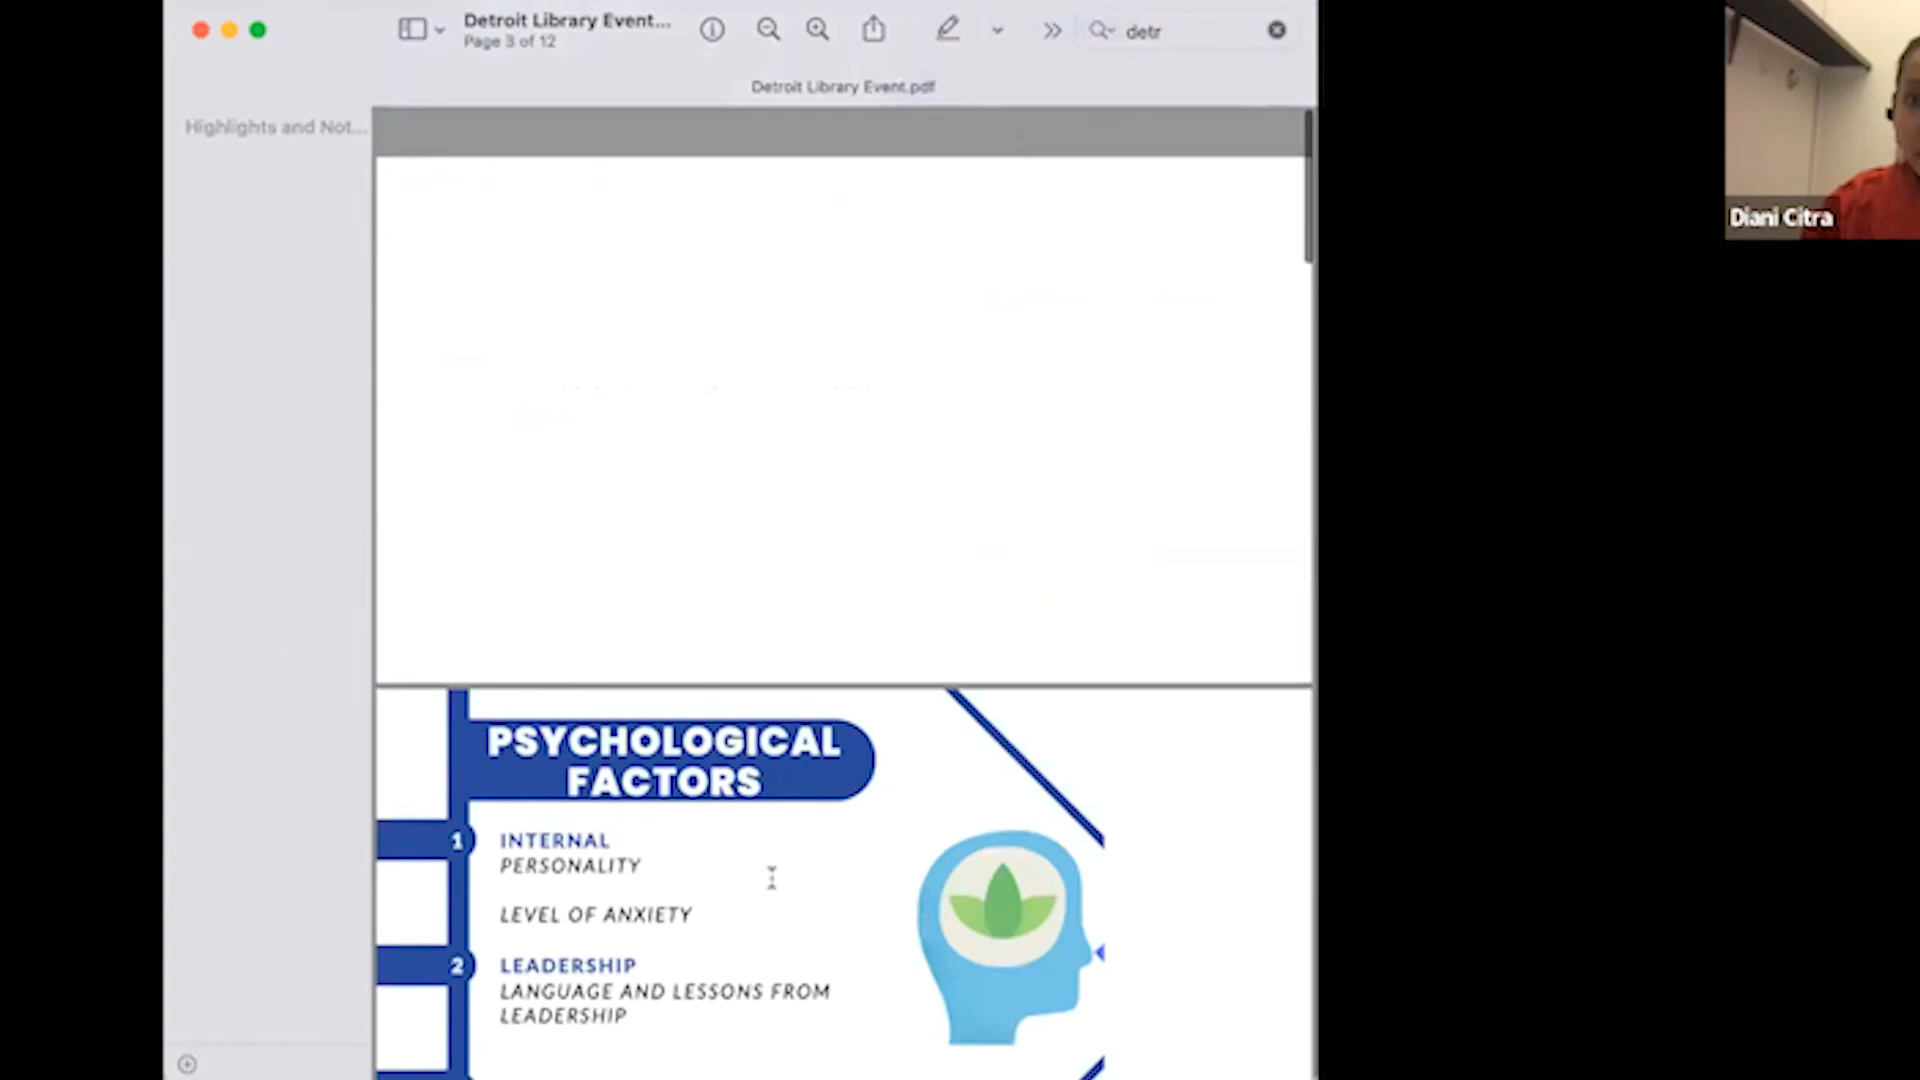 Detroit Library Event...
Page 3 of 12
detr
Detroit Library Event.pdf
Highlights and Not...
Diani Citra
PSYCHOLOGICAL
FACTORS
1
INTERNAL
PERSONALITY
LEVEL OF ANXIETY
2
LEADERSHIP
LANGUAGE AND LESSONS FROM
LEADERSHIP